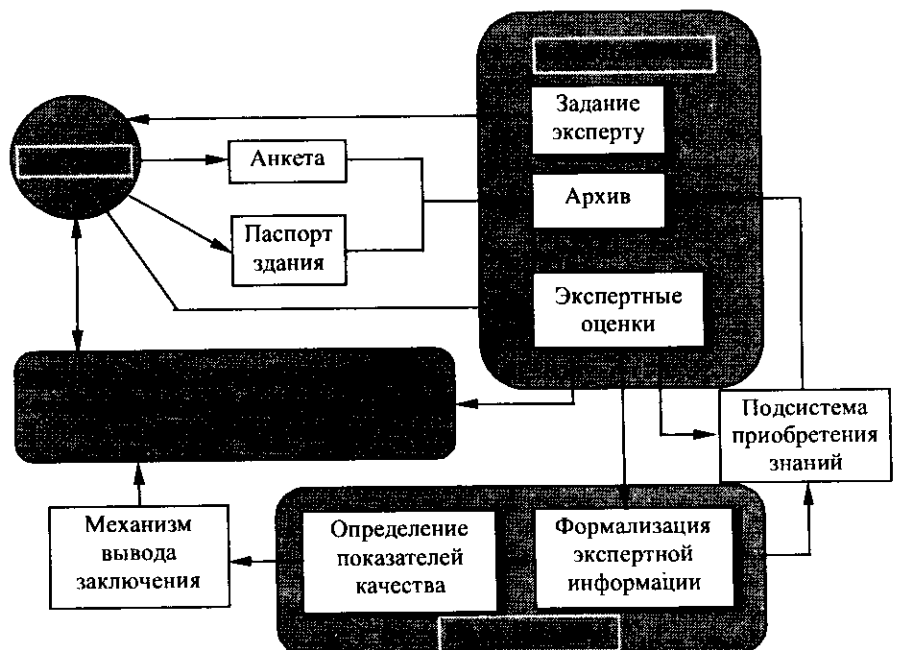 Задание
эксперту
Анкета
Архив
Паспорт
здания
Экспертные
оценки
Подсистема
приобретения
знаний
Механизм
вывода
заключения
Определение
показателей
качества
Формализация
экспертной
информации